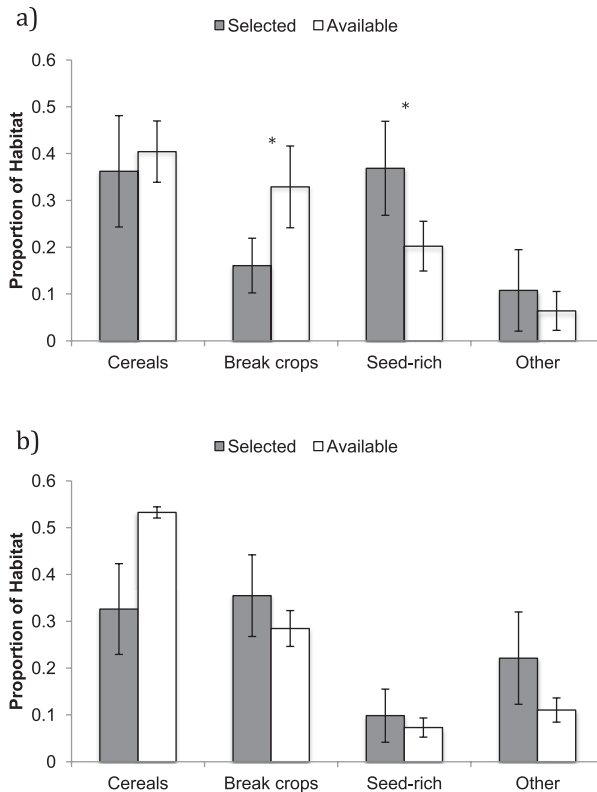 a)
Selected Available
Proportion of Habitat
0.6
0.5
0.4
0.3
0.2
0.1
0
*
*
Cereals Break crops Seed-rich Other
b)
Selected Available
Proportion of Habitat
0.6
0.5
0.4
0.3
0.2
0.1
0
Cereals Break crops Seed-rich Other